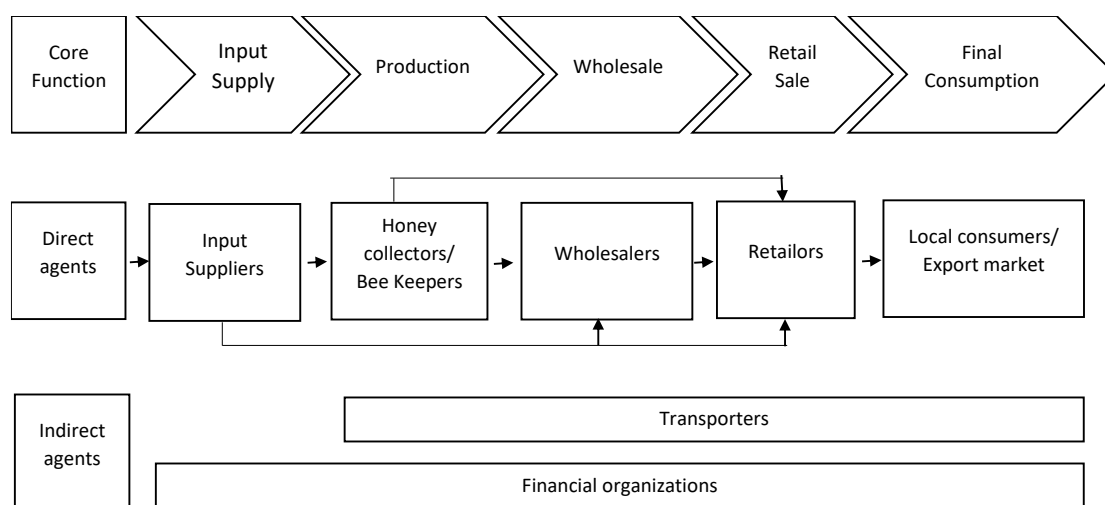 Core
Function
Input
Supply
Production
Wholesale
Retail
Sale
Final
Consumption
Direct
agents
Input
Suppliers
Honey
collectors/
Bee Keepers
Wholesalers
Retailors
Local consumers/
Export market
Indirect
agents
Transporters
Financial organizations